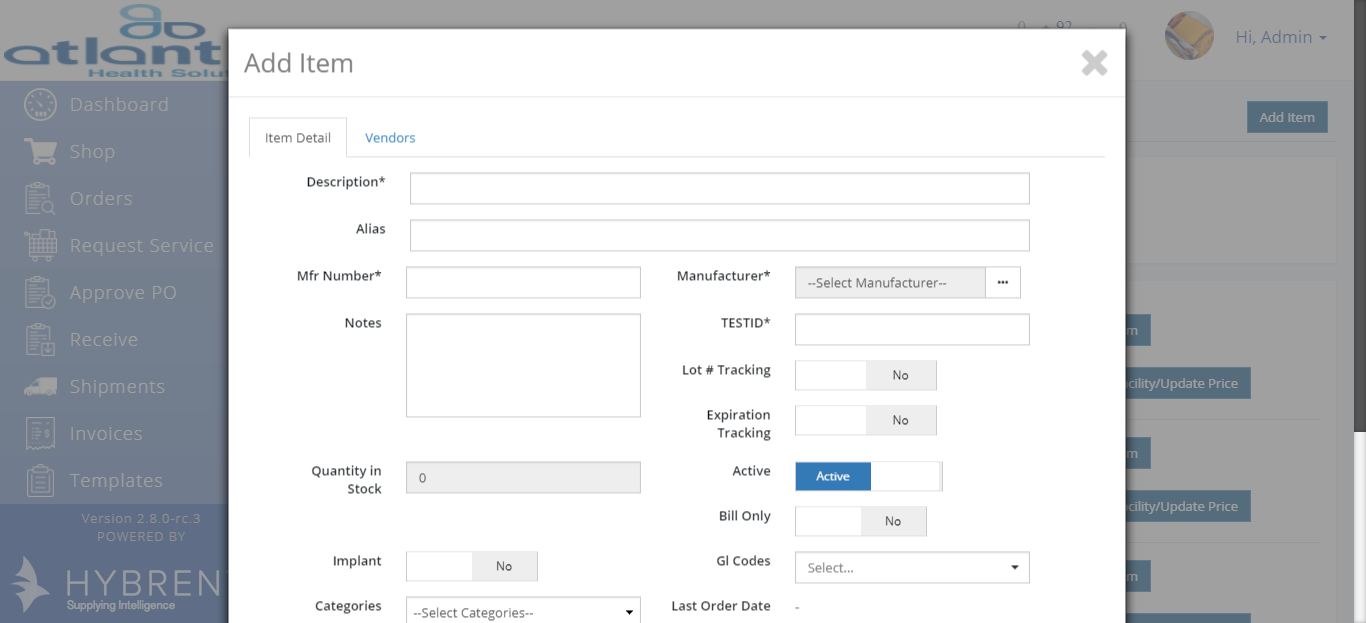 atlant
Health Solu
0 92 0
Hi, Admin
Add Item
Dashboard
Shop
Orders
Request Service
Approve PO
Receive
Shipments
Invoices
Templates
Version 2.8.0-rc.3
POWERED BY
HYBREN
Supplying Intelligence
Add Item
Item Detail Vendors
Description*
Alias
Mfr Number* Manufacturer* --Select Manufacturer-- ...
Notes TESTID*
Lot # Tracking No
Expiration
Tracking No
Quantity in
Stock 0 Active Active
Bill Only No
Implant No Gl Codes Select...
Categories --Select Categories-- Last Order Date -
m
cility/Update Price
m
cility/Update Price
m